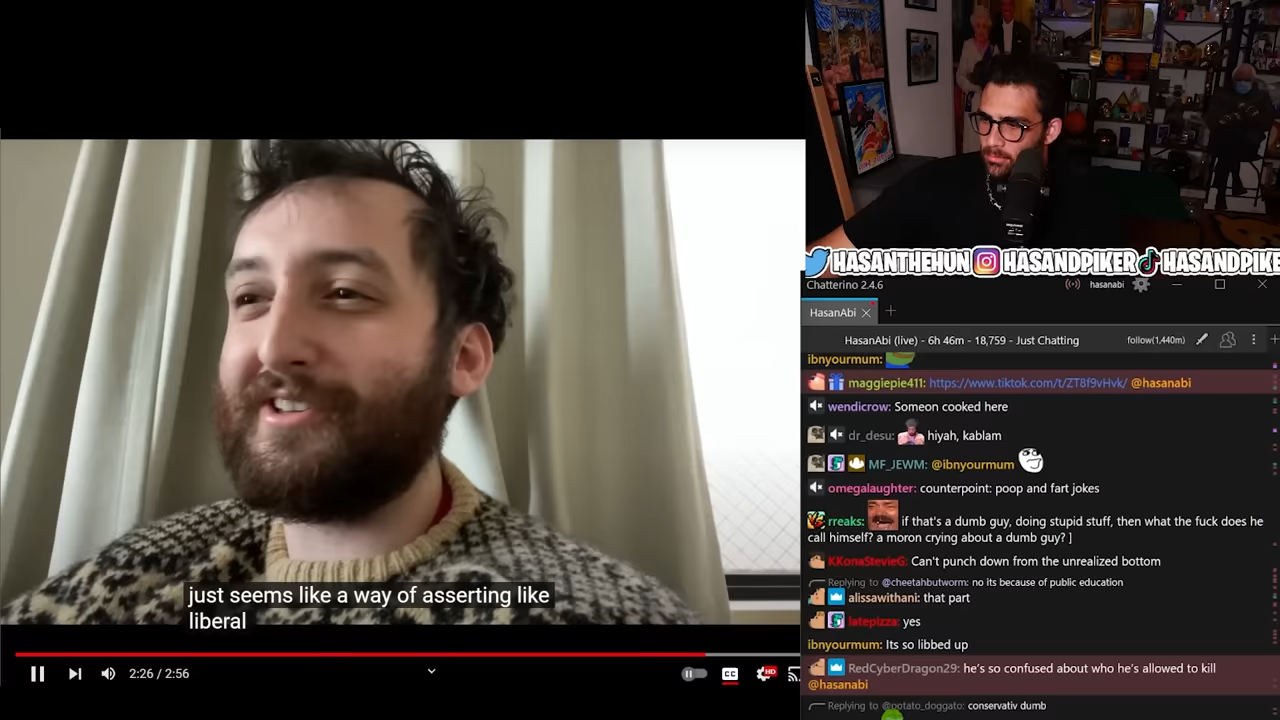 just seems like a way of asserting like
liberal
2:26 / 2:56
CC
HD
HASANTHEHUN HASANDPIKER HASANDPIKE
Chatterino 2.4.6
hasanabi
HasanAbi
HasanAbi (live) - 6h 46m - 18,759 - Just Chatting
follow(1,440m)
ibnyourmum:
maggiepie411: https://www.tiktok.com/t/ZT8f9vHvk/ @hasanabi
wendicrow: Someon cooked here
dr_desu: hiyah, kablam
MF_JEWM: @ibnyourmum
omegalaughter: counterpoint: poop and fart jokes
rreaks: if that's a dumb guy, doing stupid stuff, then what the fuck does he
call himself? a moron crying about a dumb guy? ]
KKonaStevieG: Can't punch down from the unrealized bottom
Replying to @cheetahbutworm: no its because of public education
alissawithani: that part
latepizza: yes
ibnyourmum: Its so libbed up
RedCyberDragon29: he's so confused about who he's allowed to kill
@hasanabi
Replying to @potato_doggato: conservativ dumb